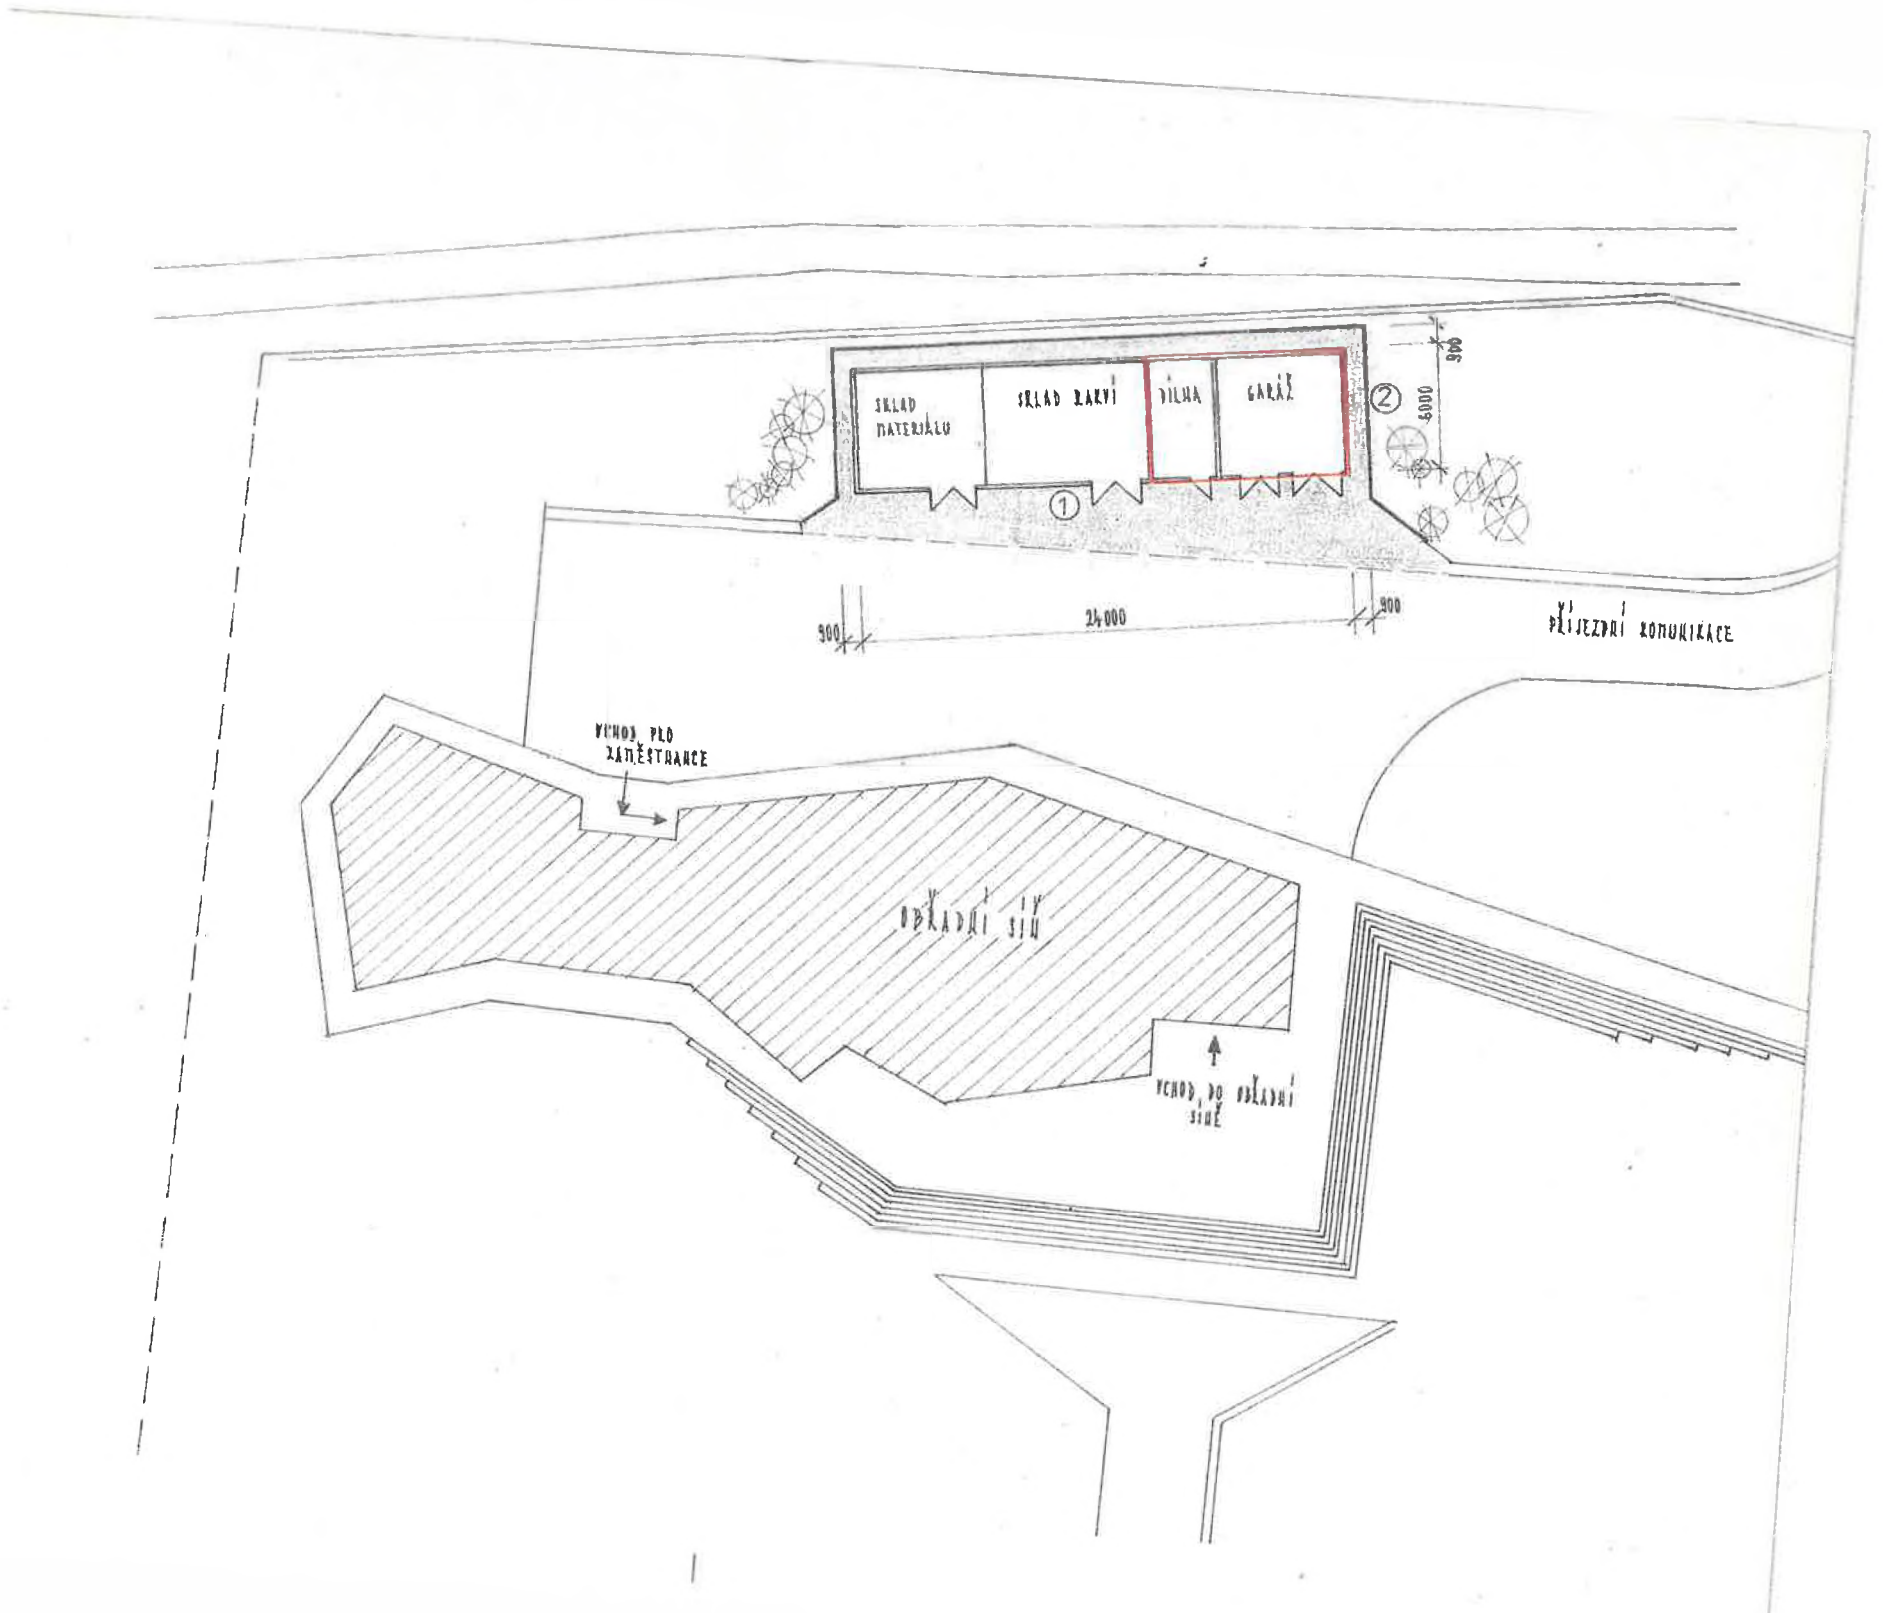 SKLAD
MATERIÁLU
SKLAD RAKVÍ
DÍLNA
GARÁŽ
2
900
6000
1
900
24000
900
PŘÍJEZDNÍ KOMUNIKACE
VCHOD PRO
ZAMĚSTNANCE
OBŘADNÍ SÍŇ
VCHOD DO OBŘADNÍ
SÍNĚ